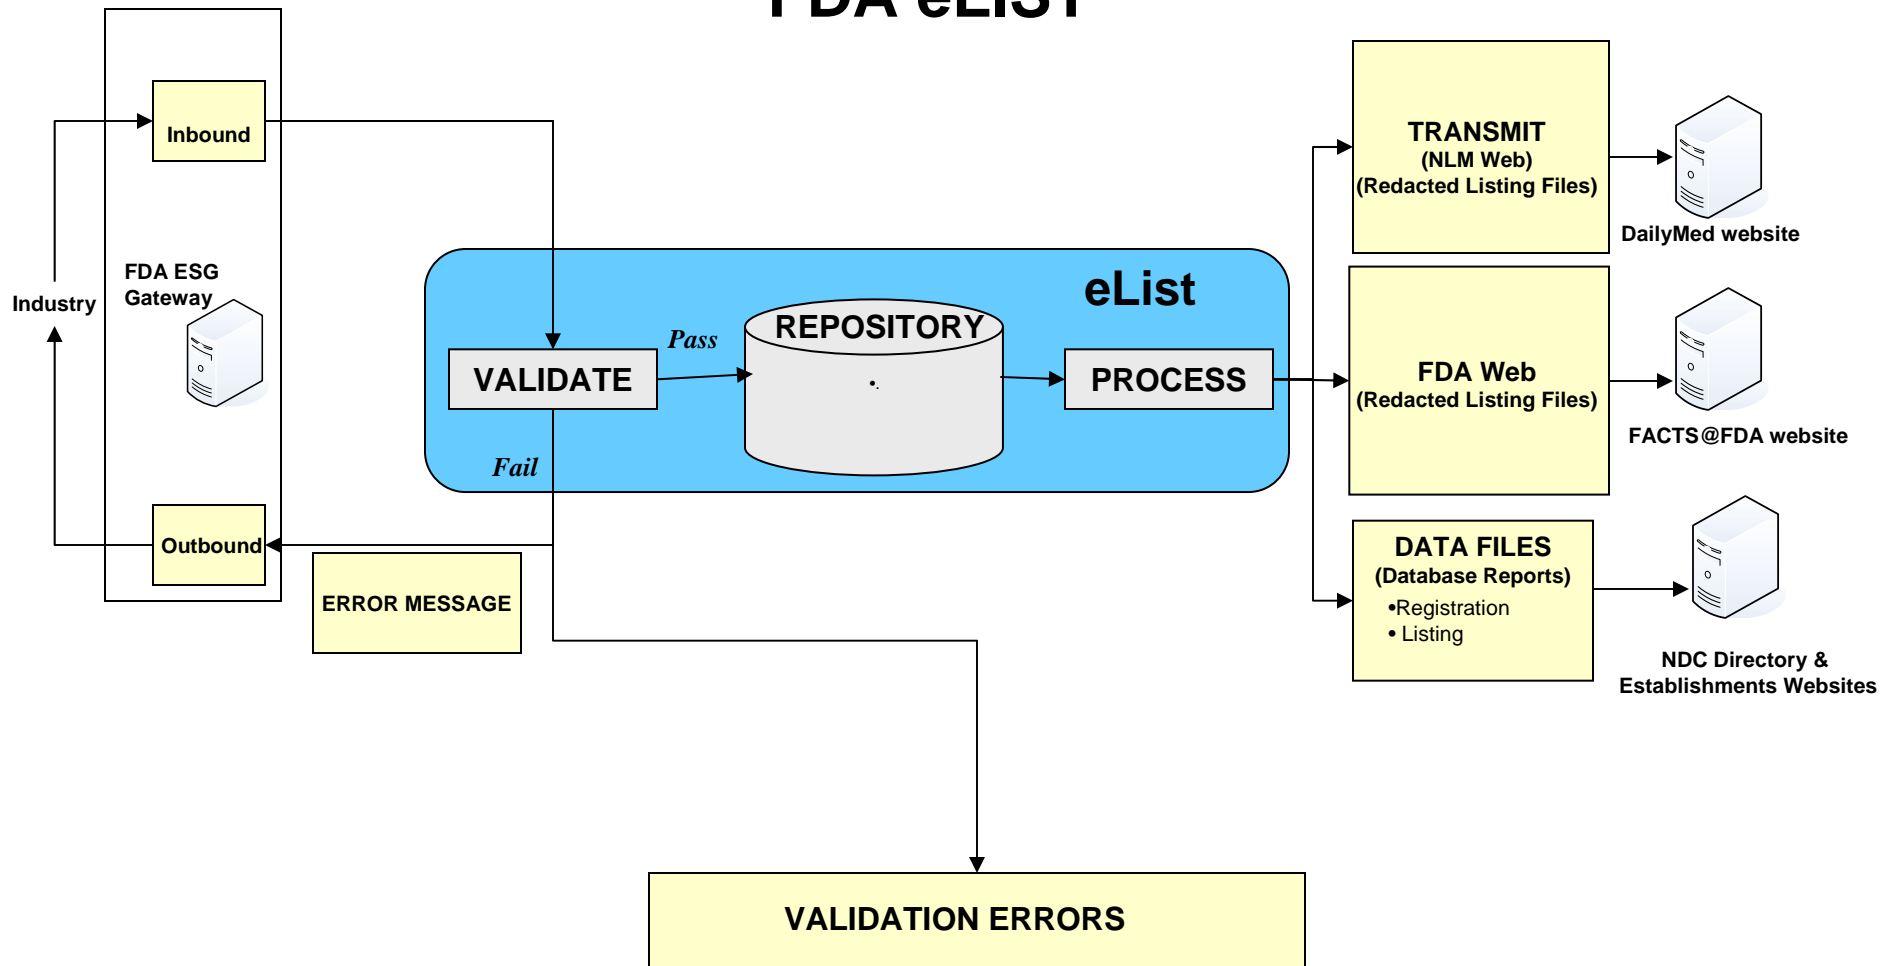 FDA eLIST
Inbound
FDA ESG
Gateway
Industry
Outbound
ERROR MESSAGE
eList
VALIDATE
Pass
Fail
REPOSITORY
PROCESS
TRANSMIT
(NLM Web)
(Redacted Listing Files)
DailyMed website
FDA Web
(Redacted Listing Files)
FACTS@FDA website
DATA FILES
(Database Reports)
•Registration
• Listing
NDC Directory &
Establishments Websites
VALIDATION ERRORS